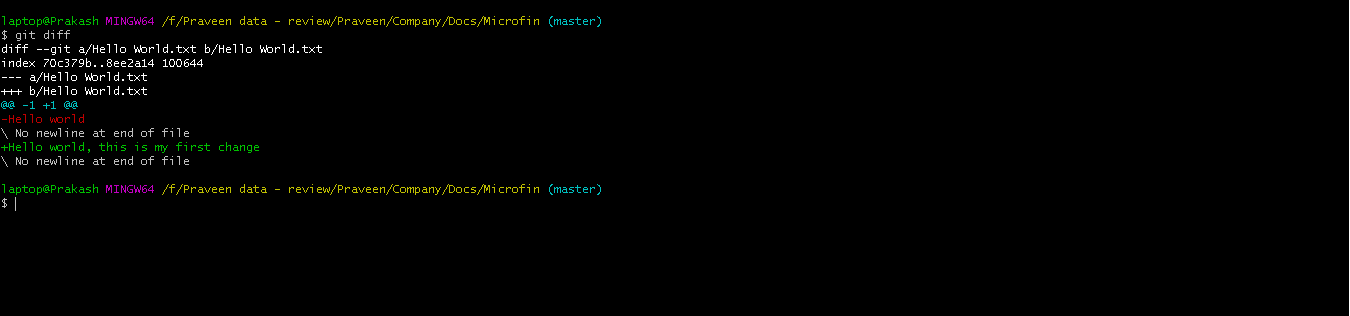 laptop@Prakash MINGW64 /f/Praveen data - review/Praveen/Company/Docs/Microfin (master)
$ git diff
diff --git a/Hello World.txt b/Hello World.txt
index 70c379b..8ee2a14 100644
--- a/Hello World.txt
+++ b/Hello World.txt
@@ -1 +1 @@
-Hello world
\ No newline at end of file
+Hello world, this is my first change
\ No newline at end of file
laptop@Prakash MINGW64 /f/Praveen data - review/Praveen/Company/Docs/Microfin (master)
$